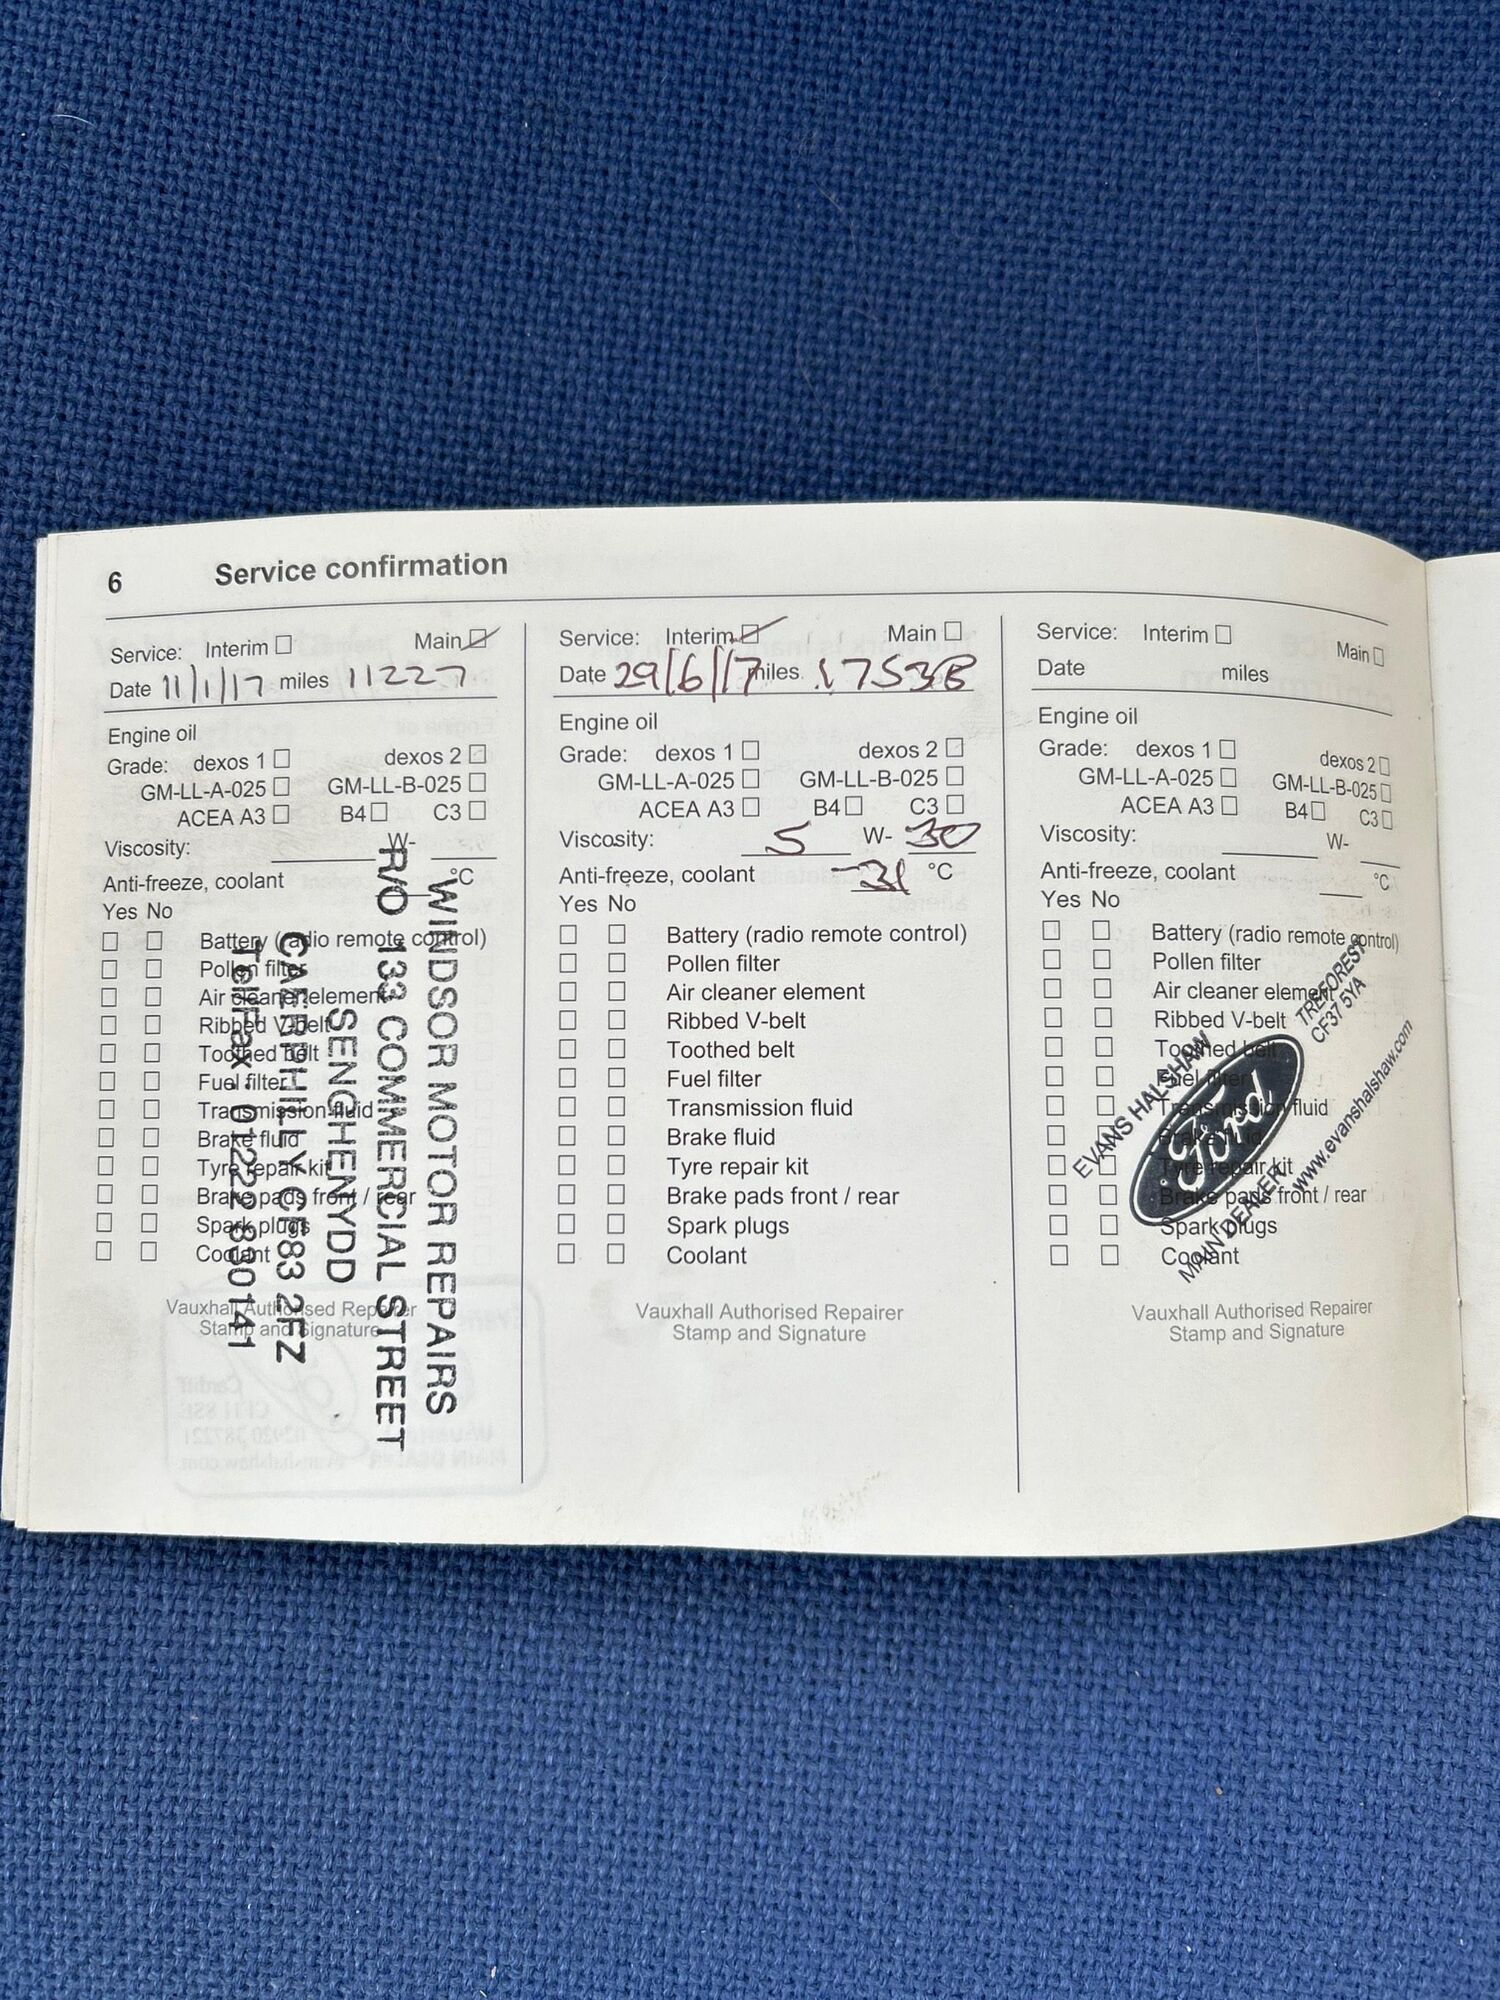 6 Service confirmation
Service: Interim Main
Date 11/1/17 miles 11227
Engine oil
Grade: dexos 1 dexos 2
GM-LL-A-025 GM-LL-B-025
ACEA A3 B4 C3
Viscosity: W-
Anti-freeze, coolant °C
Yes No
Battery (radio remote control)
Pollen filter
Air cleaner element
Ribbed V-belt
Toothed belt
Fuel filter
Transmission fluid
Brake fluid
Tyre repair kit
Brake pads front / rear
Spark plugs
Coolant
Vauxhall Authorised Repairer
Stamp and Signature
WINDSOR MOTOR REPAIRS
R/O 133 COMMERCIAL STREET
SENGHENYDD
CAERPHILLY CF83 2FZ
Tel/Fax 01222 830141
Service: Interim Main
Date 29/6/17 miles 17538
Engine oil
Grade: dexos 1 dexos 2
GM-LL-A-025 GM-LL-B-025
ACEA A3 B4 C3
Viscosity: 5 W- 30
Anti-freeze, coolant -31 °C
Yes No
Battery (radio remote control)
Pollen filter
Air cleaner element
Ribbed V-belt
Toothed belt
Fuel filter
Transmission fluid
Brake fluid
Tyre repair kit
Brake pads front / rear
Spark plugs
Coolant
Vauxhall Authorised Repairer
Stamp and Signature
Service: Interim Main
Date miles
Engine oil
Grade: dexos 1 dexos 2
GM-LL-A-025 GM-LL-B-025
ACEA A3 B4 C3
Viscosity: W-
Anti-freeze, coolant °C
Yes No
Battery (radio remote control)
Pollen filter
Air cleaner element
Ribbed V-belt
Toothed belt
Fuel filter
Transmission fluid
Brake fluid
Tyre repair kit
Brake pads front / rear
Spark plugs
Coolant
Vauxhall Authorised Repairer
Stamp and Signature
EVANS HALSHAW
TREFOREST
CF37 5YA
Ford
MAIN DEALER
www.evanshalshaw.com